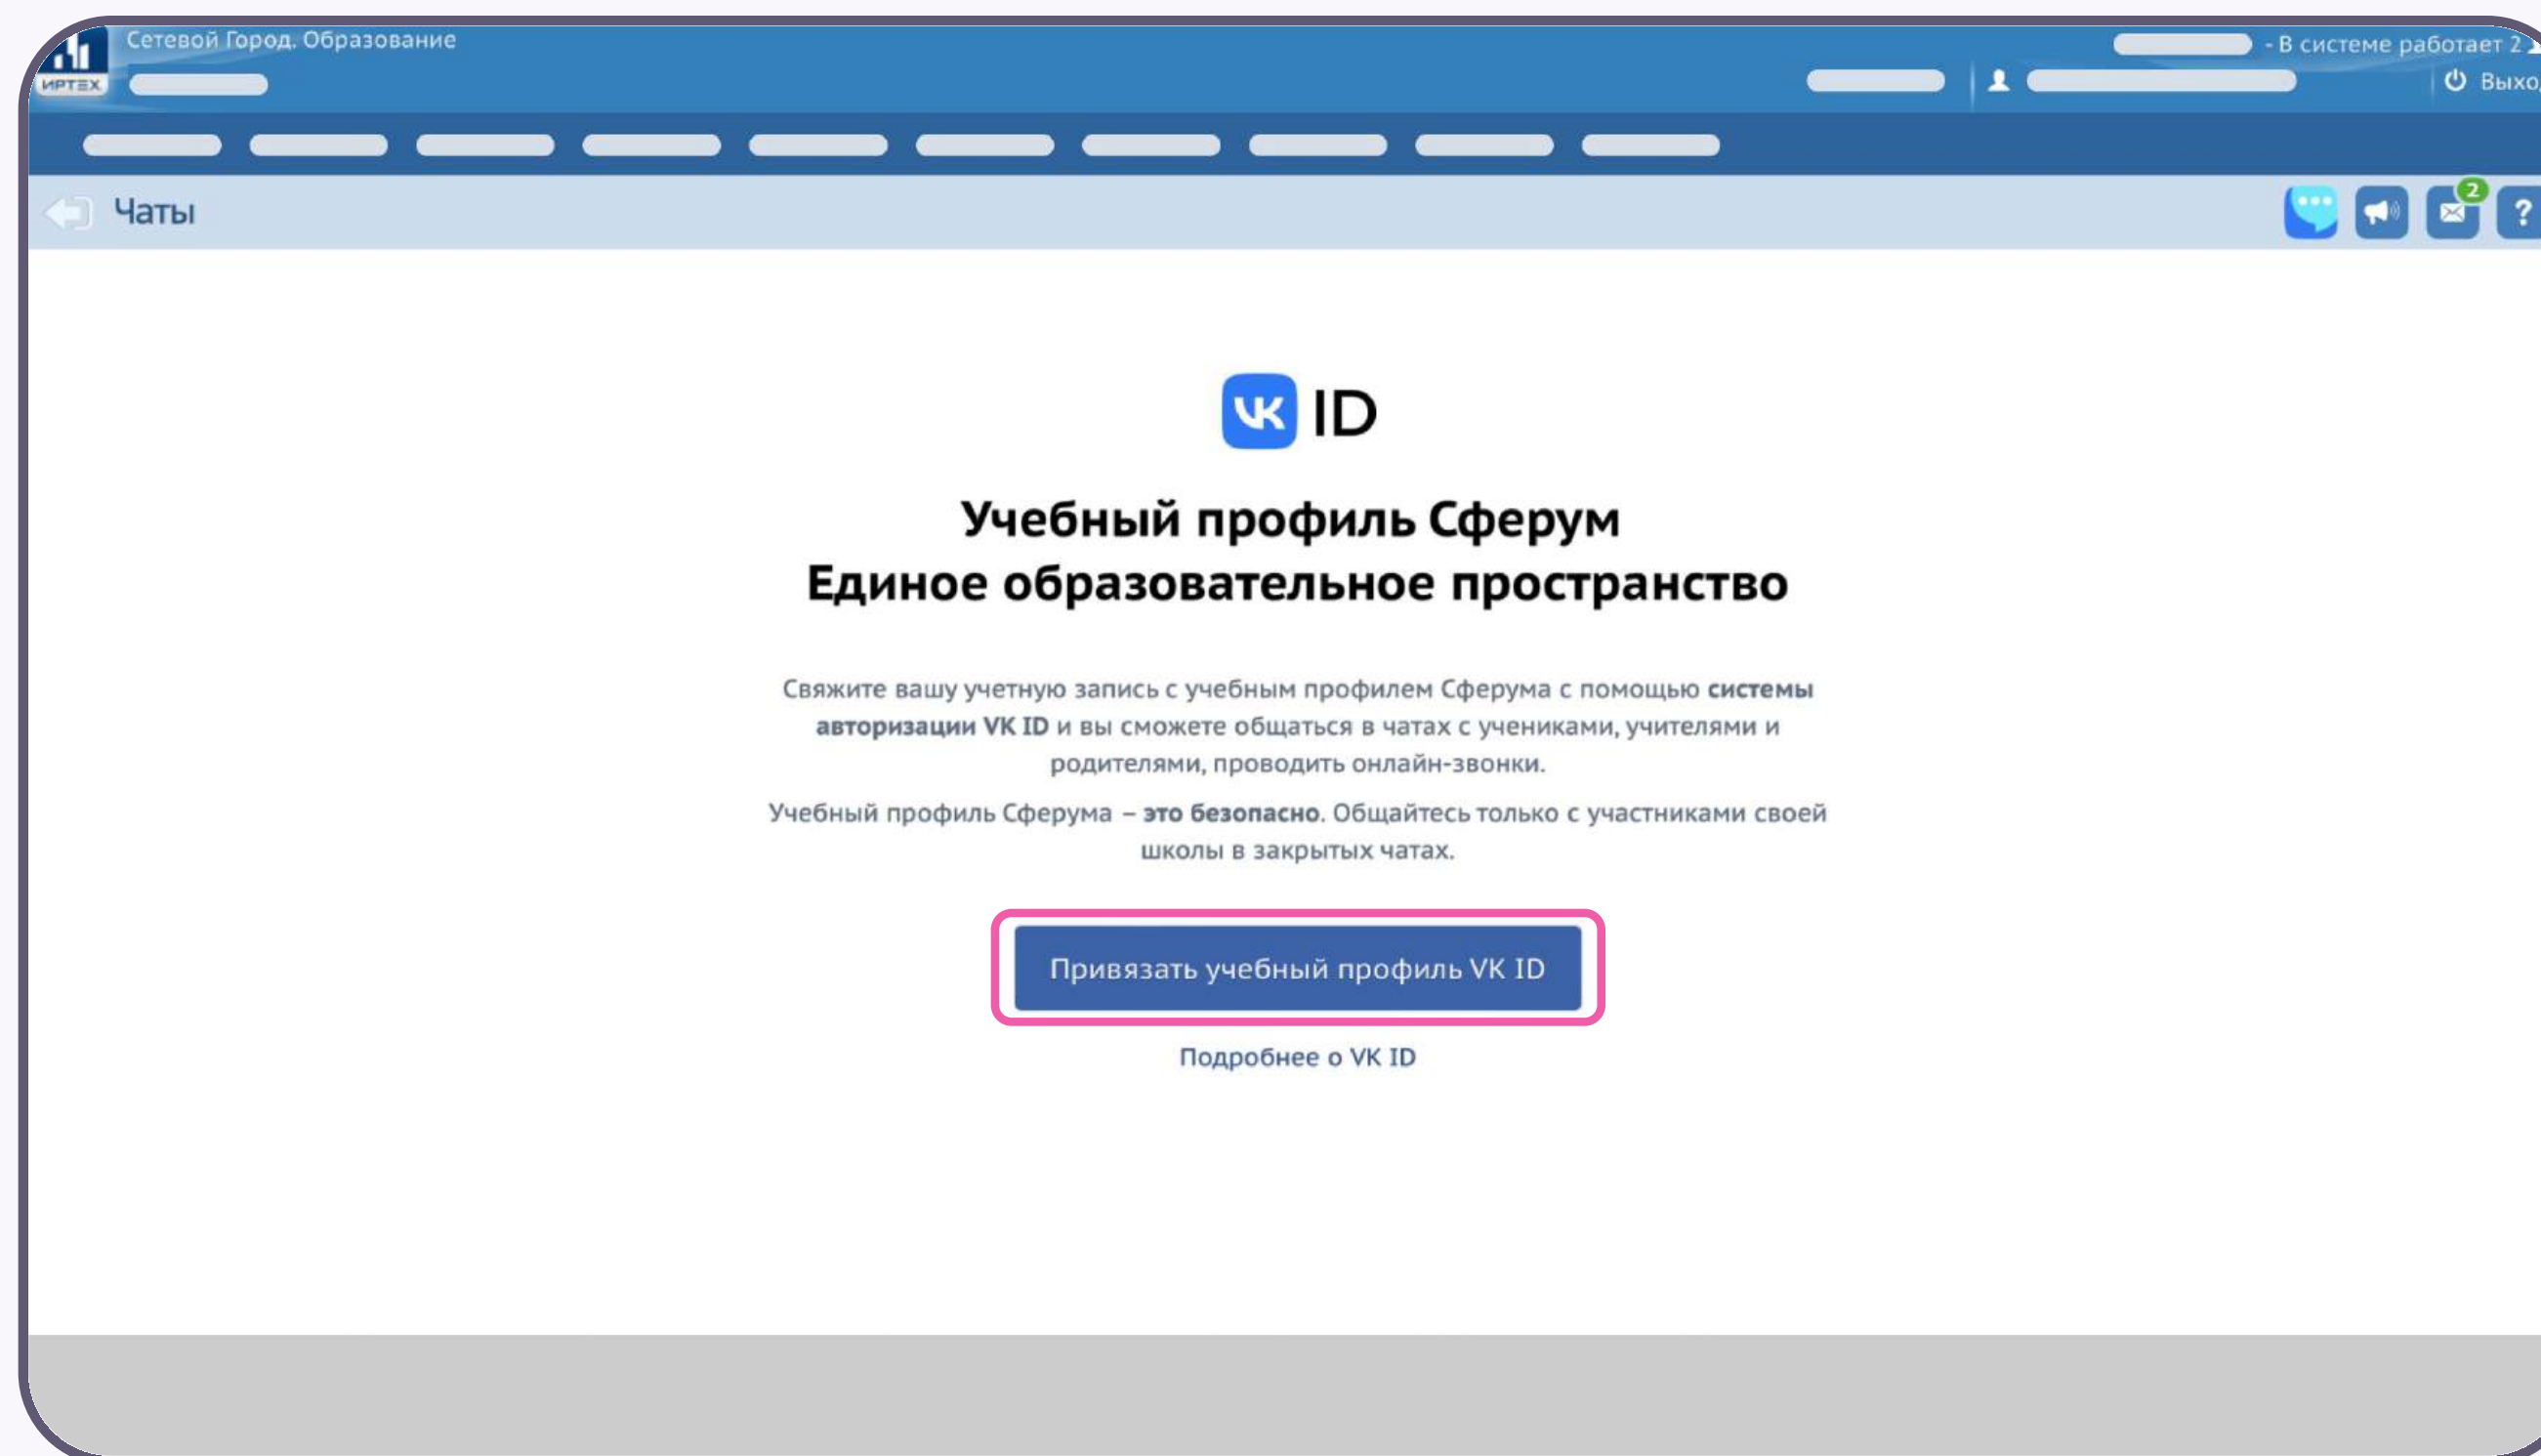 Сетевой Город. Образование
- В системе работает 2
ИРТЕХ
Чаты
2
?
VK ID
Учебный профиль Сферум
Единое образовательное пространство
Свяжите вашу учетную запись с учебным профилем Сферума с помощью системы
авторизации VK ID и вы сможете общаться в чатах с учениками, учителями и
родителями, проводить онлайн-звонки.
Учебный профиль Сферума – это безопасно. Общайтесь только с участниками своей
школы в закрытых чатах.
Привязать учебный профиль VK ID
Подробнее о VK ID